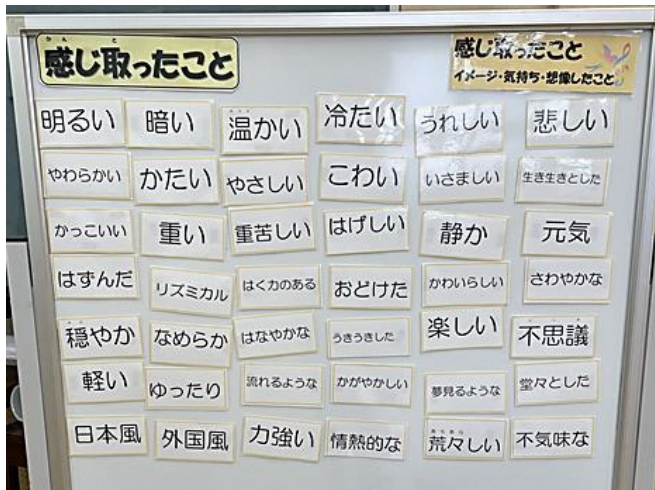 感じ取ったこと
感じ取ったこと
イメージ・気持ち・想像したこと
明るい 暗い 温かい 冷たい うれしい 悲しい
やわらかい かたい やさしい こわい いさましい 生き生きとした
かっこいい 重い 重苦しい はげしい 静か 元気
はずんだ リズミカル はく力のある おどけた かわいらしい さわやかな
穏やか なめらか はなやかな うきうきした 楽しい 不思議
軽い ゆったり 流れるような かがやかしい 夢見るような 堂々とした
日本風 外国風 力強い 情熱的な 荒々しい 不気味な